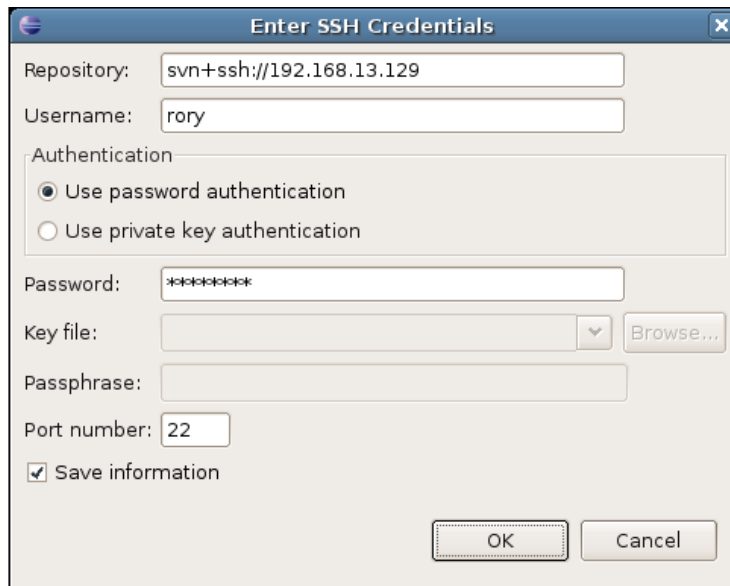 Enter SSH Credentials
Repository: svn+ssh://192.168.13.129
Username: rory
Authentication
Use password authentication
Use private key authentication
Password: ********
Key file: Browse...
Passphrase:
Port number: 22
Save information
OK Cancel